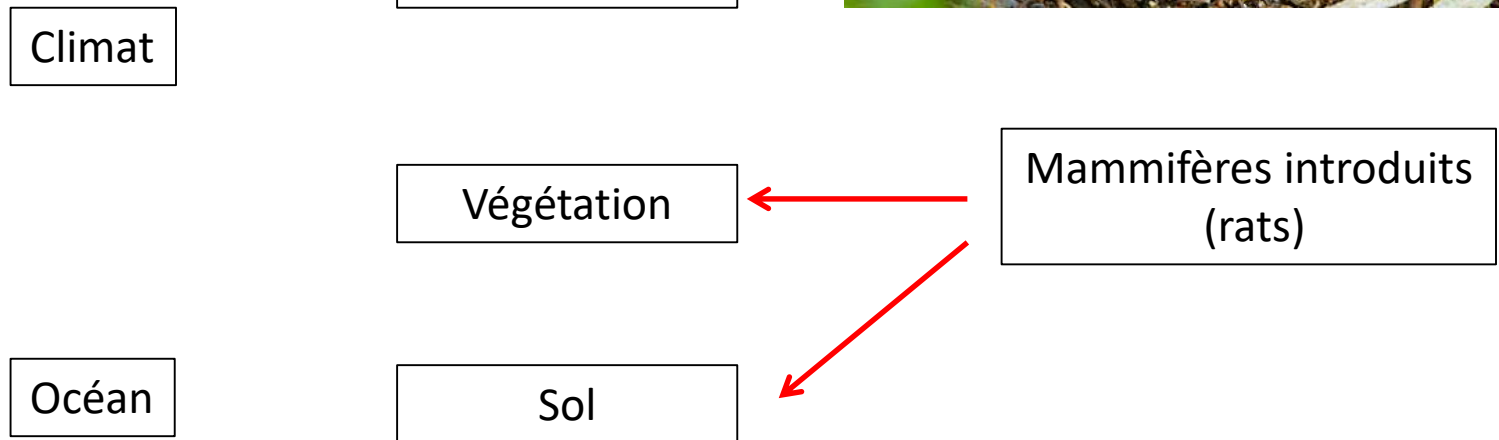 Climat
Végétation
Mammifères introduits
(rats)
Océan
Sol